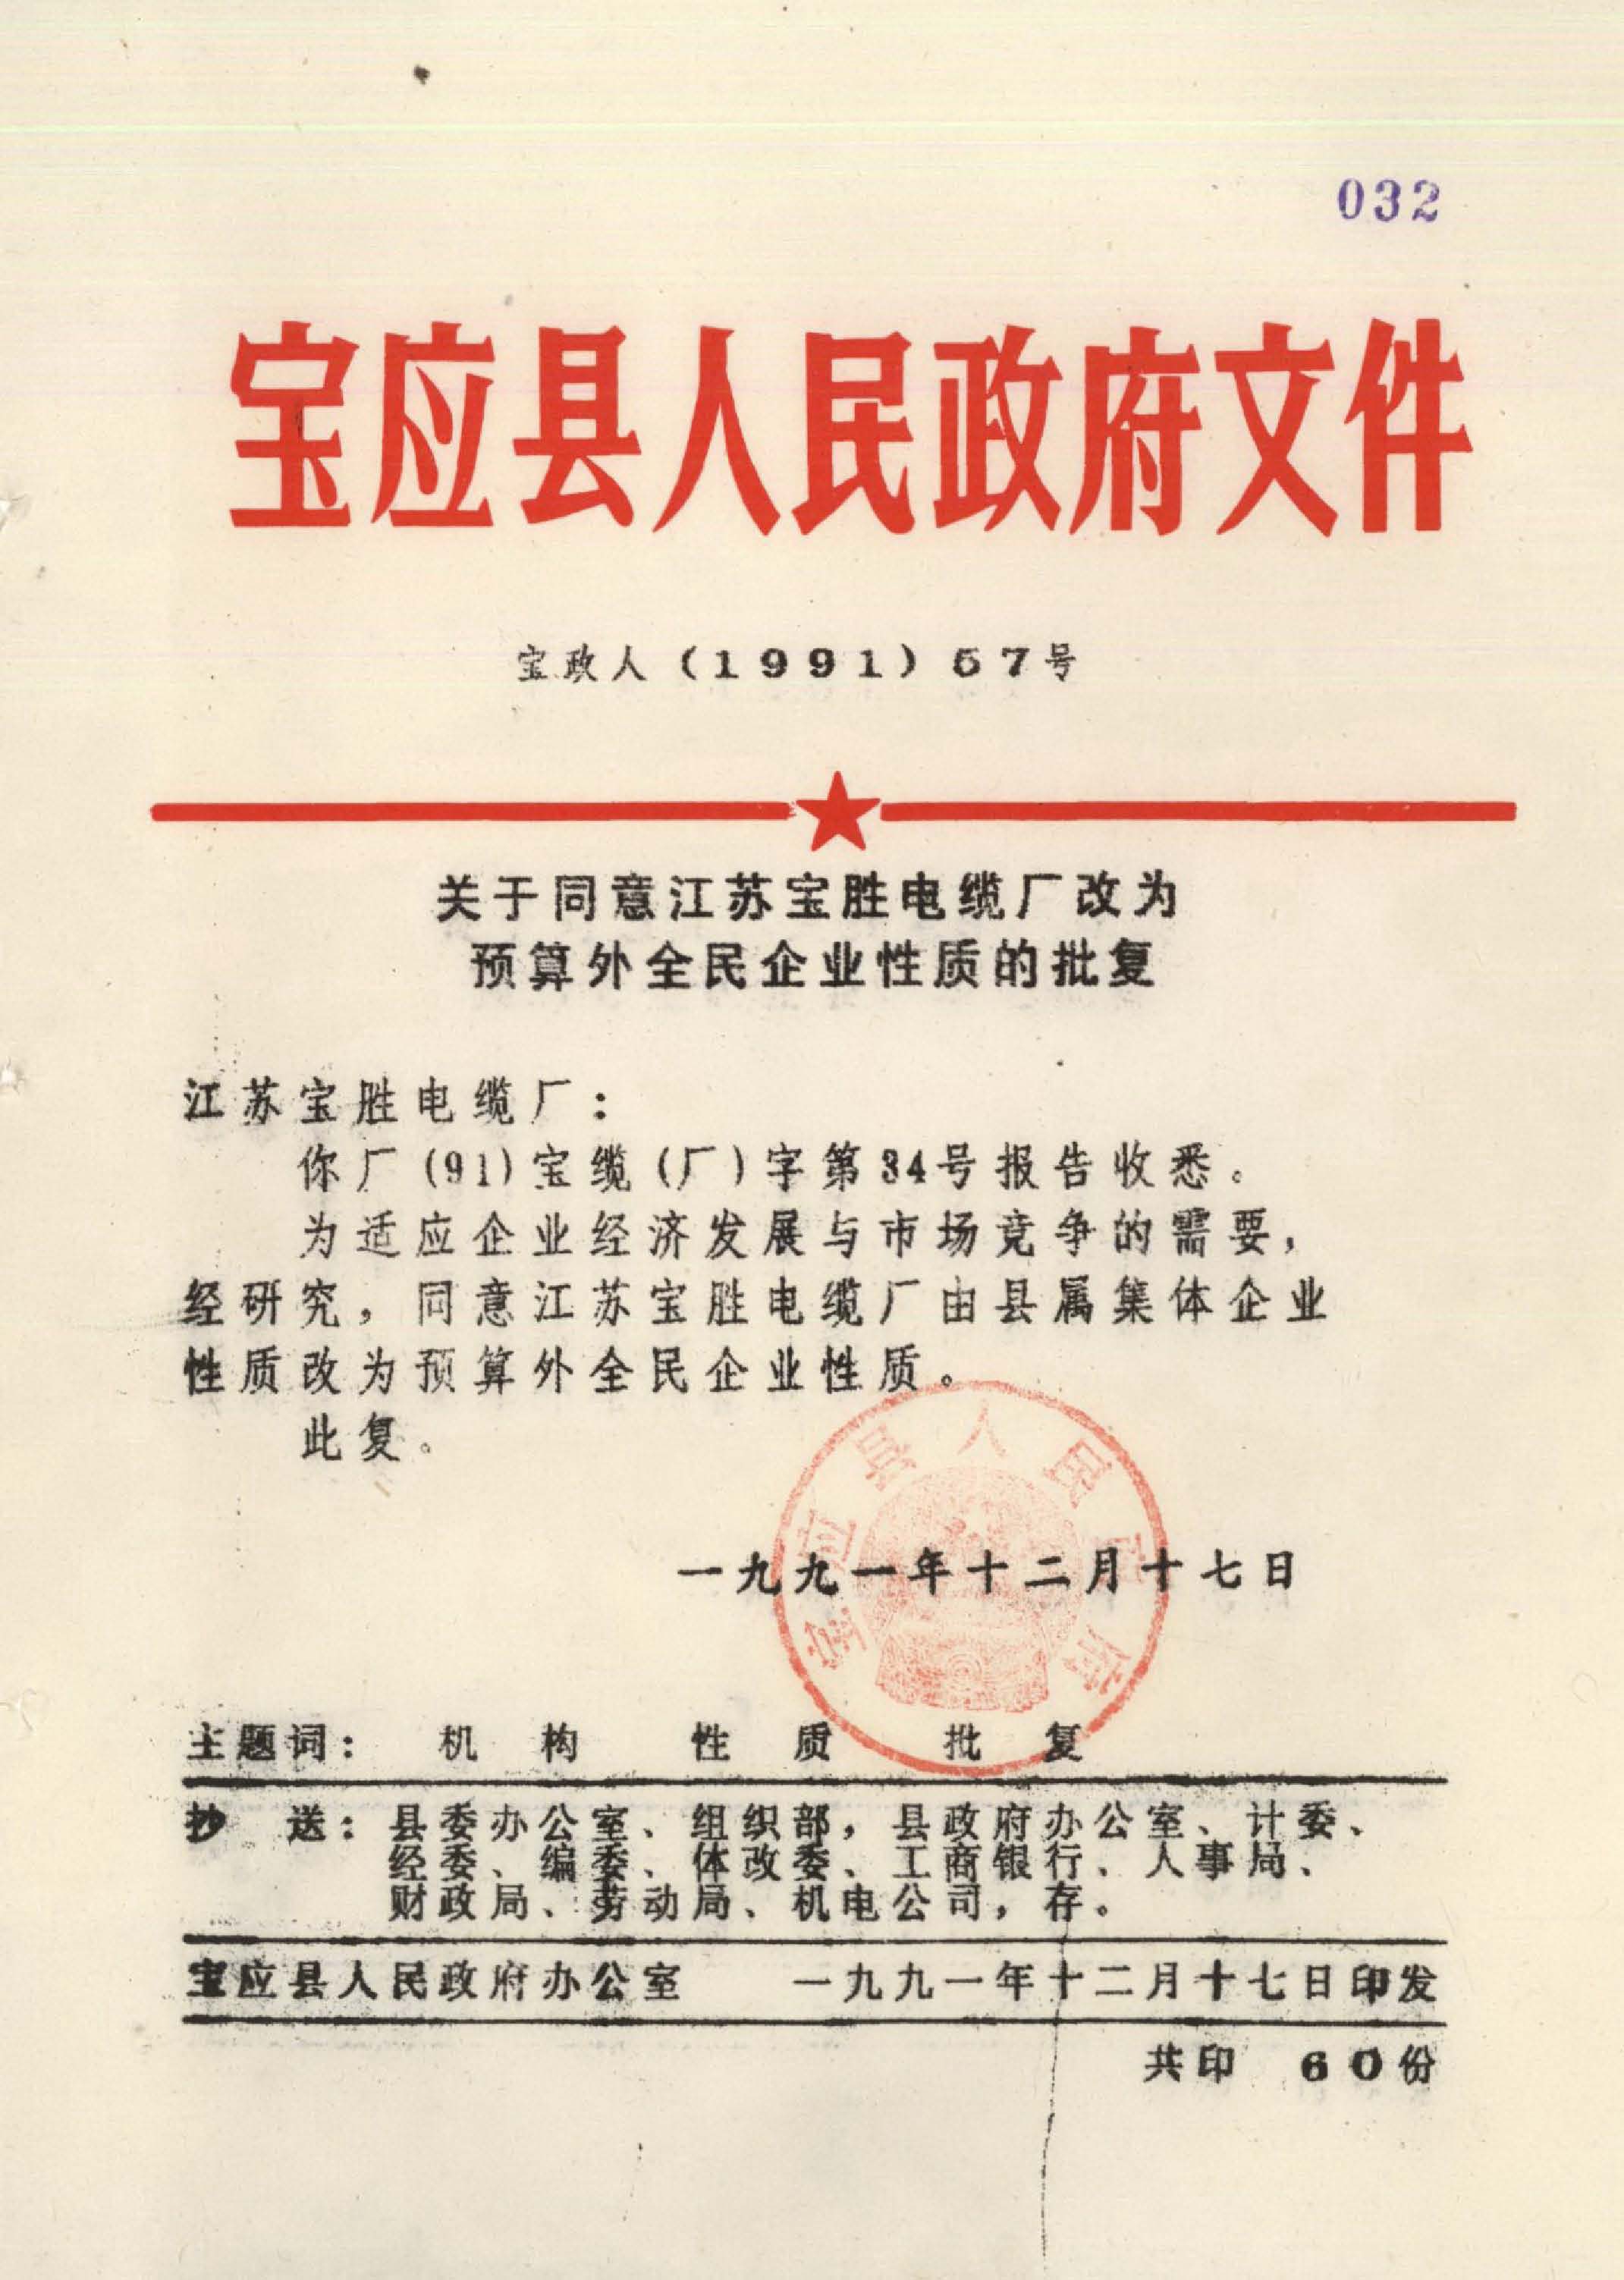 032
宝应县人民政府文件
宝政人（1991）57号
关于同意江苏宝胜电缆厂改为
预算外全民企业性质的批复
江苏宝胜电缆厂：
你厂(91)宝缆(厂)字第34号报告收悉。
为适应企业经济发展与市场竞争的需要，
经研究，同意江苏宝胜电缆厂由县属集体企业
性质改为预算外全民企业性质。
此复。
宝应县人民政府
一九九一年十二月十七日
主题词： 机构 性质 批复
抄 送：县委办公室、组织部，县政府办公室、计委、
经委、编委、体改委、工商银行、人事局、
财政局、劳动局、机电公司，存。
宝应县人民政府办公室 一九九一年十二月十七日印发
共印 60份